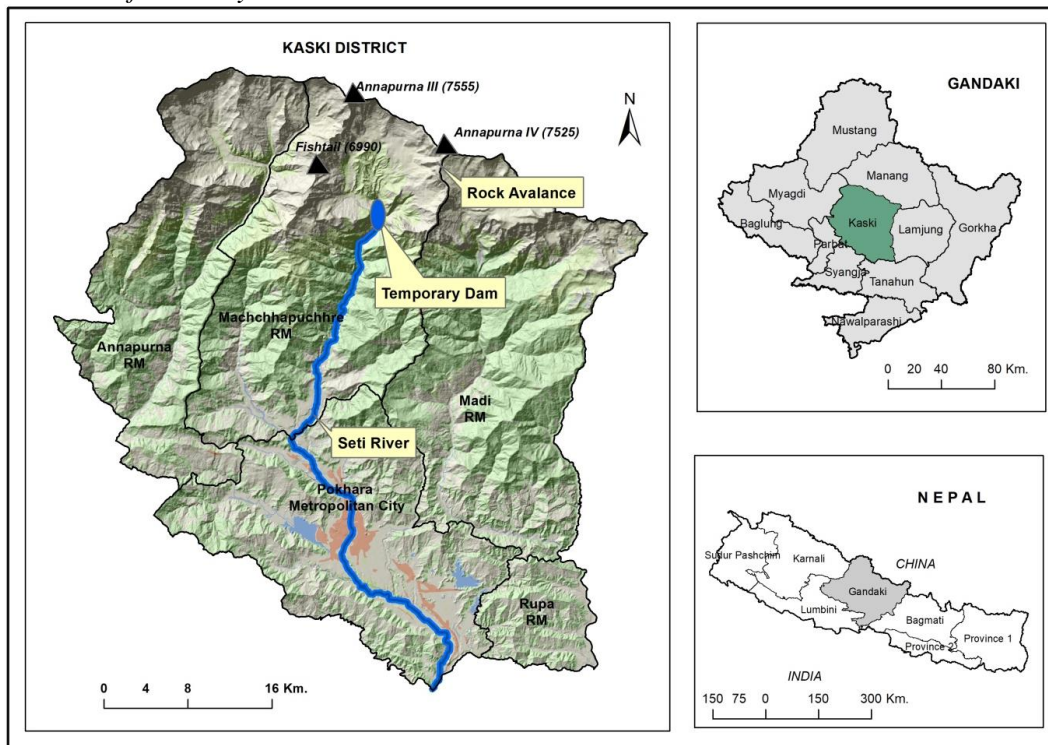 KASKI DISTRICT
Annapurna III (7555)
N
Annapurna IV (7525)
Fishtail (6990)
Rock Avalance
Temporary Dam
Machchhapuchhre
RM
Annapurna
RM
Madi
RM
Seti River
Pokhara
Metropolitan City
Rupa
RM
0 4 8 16 Km.
GANDAKI
Mustang
Manang
Myagdi
Kaski
Baglung
Lamjung
Gorkha
Parbat
Syangja
Tanahun
Nawalparashi
0 20 40 80 Km.
NEPAL
Sudur Pashchim
Karnali
CHINA
Gandaki
Lumbini
Bagmati
Province 1
Province 2
INDIA
150 75 0 150 300 Km.